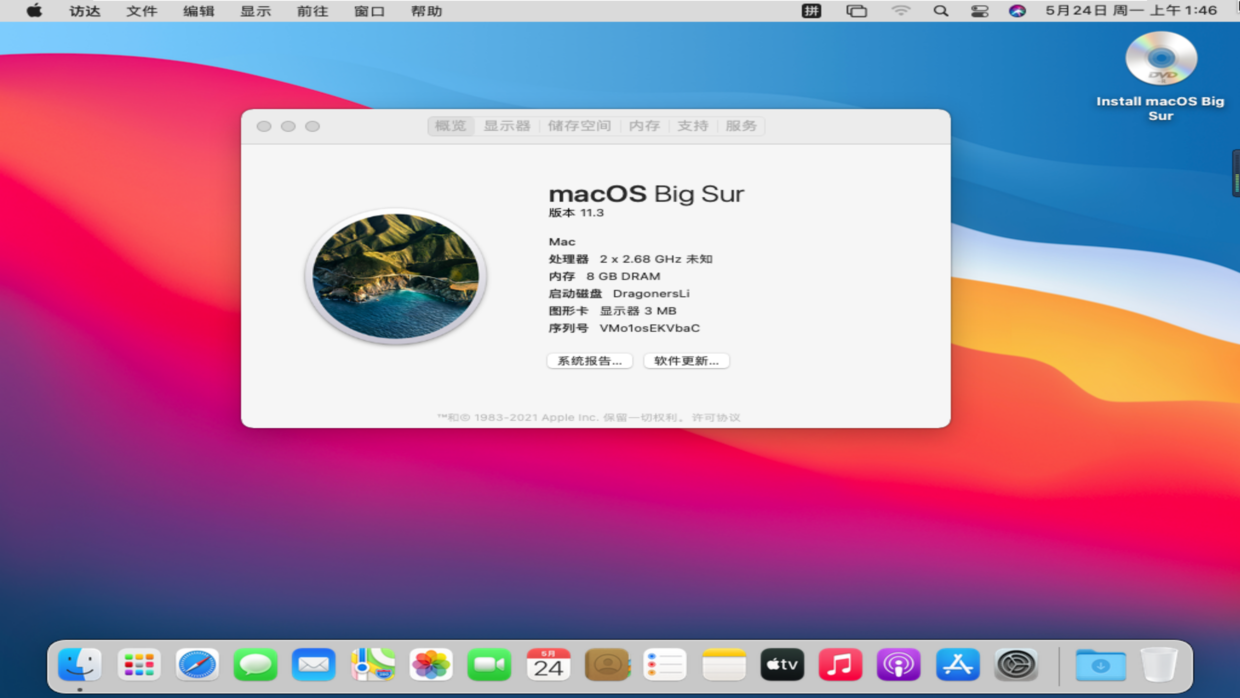 访达 文件 编辑 显示 前往 窗口 帮助 拼 5月24日 周一 上午1:46
DVD
Install macOS Big
Sur
概览 显示器 储存空间 内存 支持 服务
macOS Big Sur
版本 11.3
Mac
处理器 2 x 2.68 GHz 未知
内存 8 GB DRAM
启动磁盘 DragonersLi
图形卡 显示器 3 MB
序列号 VMo1osEKVbaC
系统报告... 软件更新...
™和© 1983-2021 Apple Inc. 保留一切权利。 许可协议
5月
24
tv